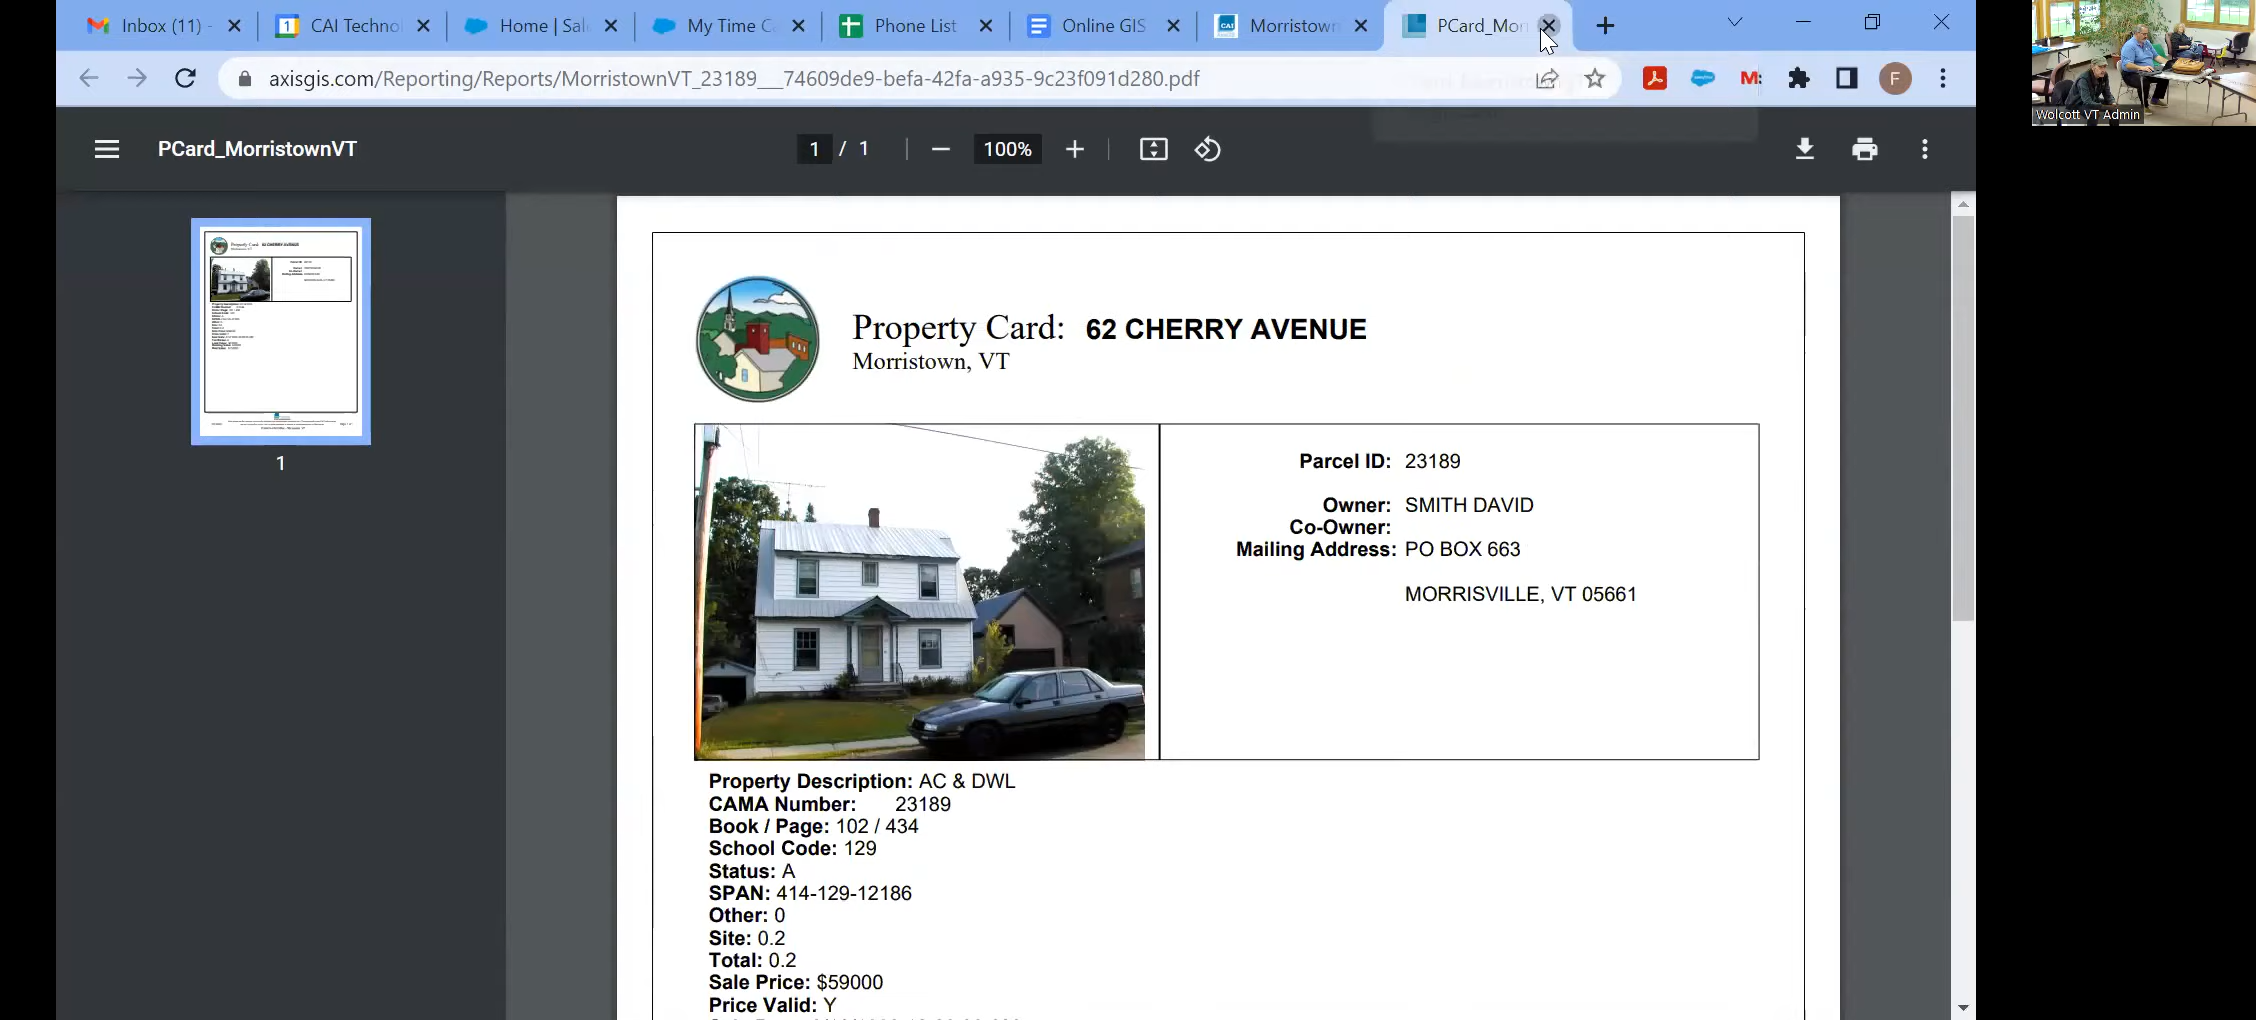 Inbox (11) -
CAI Techno
Home | Sal
My Time Ca
Phone List
Online GIS
Morristown
PCard_Mor
axisgis.com/Reporting/Reports/MorristownVT_23189___74609de9-befa-42fa-a935-9c23f091d280.pdf
F
Wolcott VT Admin
PCard_MorristownVT
1 / 1
100%
Property Card: 62 CHERRY AVENUE
Morristown, VT
1
Parcel ID: 23189
Owner: SMITH DAVID
Co-Owner:
Mailing Address: PO BOX 663
MORRISVILLE, VT 05661
Property Description: AC & DWL
CAMA Number: 23189
Book / Page: 102 / 434
School Code: 129
Status: A
SPAN: 414-129-12186
Other: 0
Site: 0.2
Total: 0.2
Sale Price: $59000
Price Valid: Y